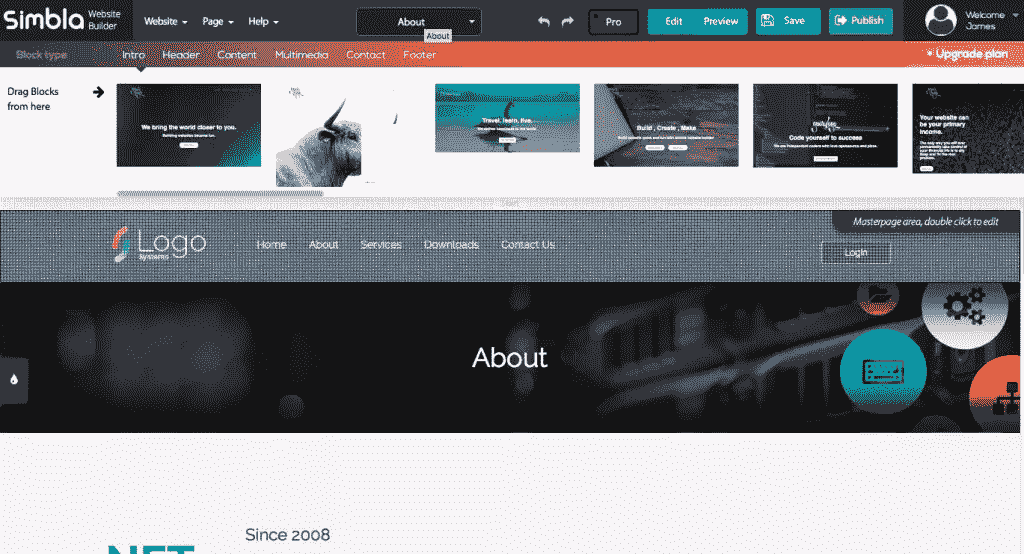 Simbla Website Builder
Website Page Help About Pro Edit Preview Save Publish Welcome James
About
Block type Intro Header Content Multimedia Contact Footer • Upgrade plan
Drag Blocks from here
We bring the world closer to you.
Travel. learn. live.
Build , Create , Make
Code yourself to success
Your website can be your primary income.
Start
Masterpage area, double click to edit
Logo Systems
Home About Services Downloads Contact Us
Login
About
Since 2008
NET